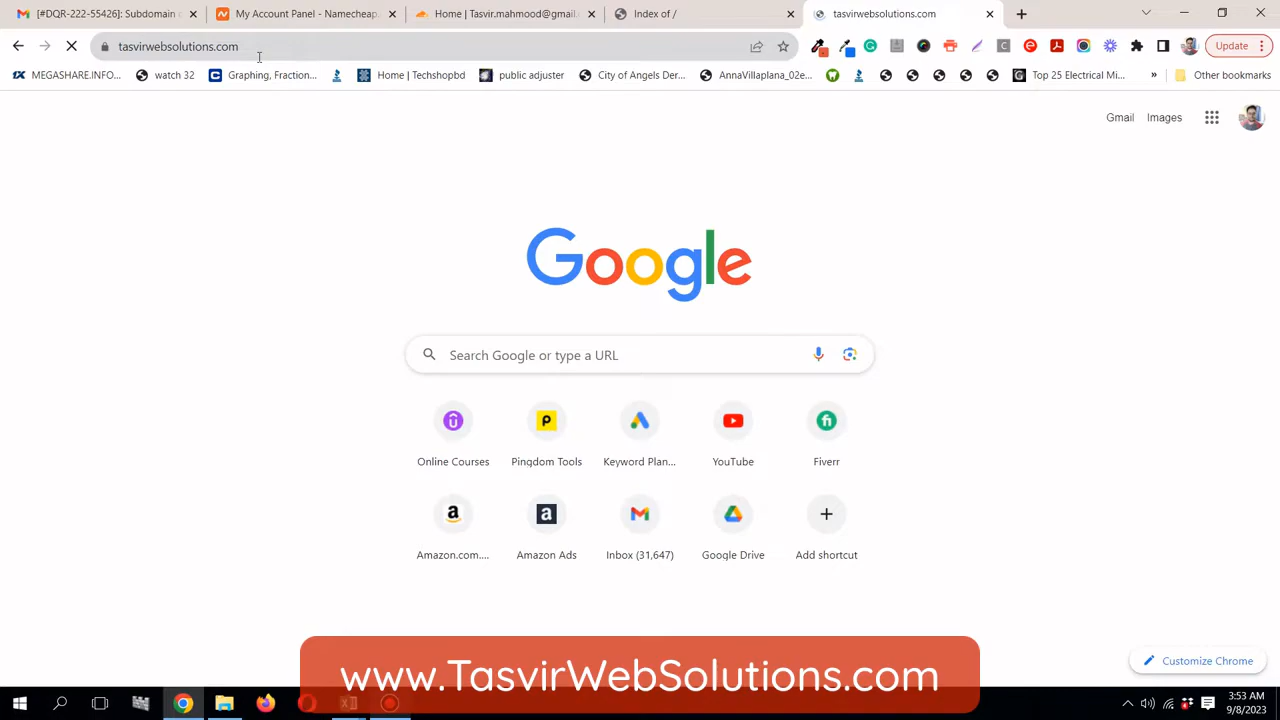 [#DQR-222-55426]: Subdomain
My Account Panel - Namecheap
Home | Tasvir.mahmood@gmail.
Index of /
tasvirwebsolutions.com
tasvirwebsolutions.com
Update
MEGASHARE.INFO...
watch 32
Graphing, Fraction...
Home | Techshopbd
public adjuster
City of Angels Der...
AnnaVillaplana_02e...
Top 25 Electrical Mi...
»
Other bookmarks
Gmail
Images
Google
Search Google or type a URL
Online Courses
Pingdom Tools
Keyword Plan...
YouTube
Fiverr
Amazon.com....
Amazon Ads
Inbox (31,647)
Google Drive
Add shortcut
www.TasvirWebSolutions.com
Customize Chrome
3:53 AM
9/8/2023